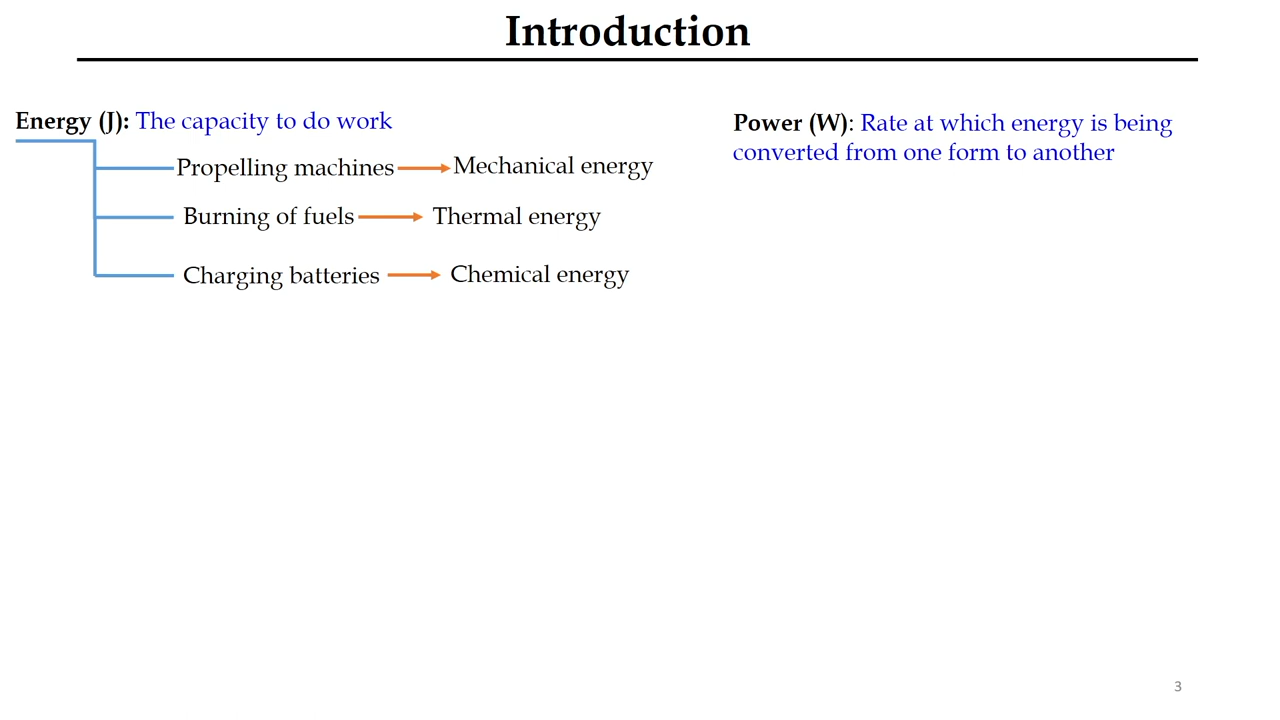 Introduction
Energy (J): The capacity to do work
Propelling machines Mechanical energy
Burning of fuels Thermal energy
Charging batteries Chemical energy
Power (W): Rate at which energy is being
converted from one form to another
3